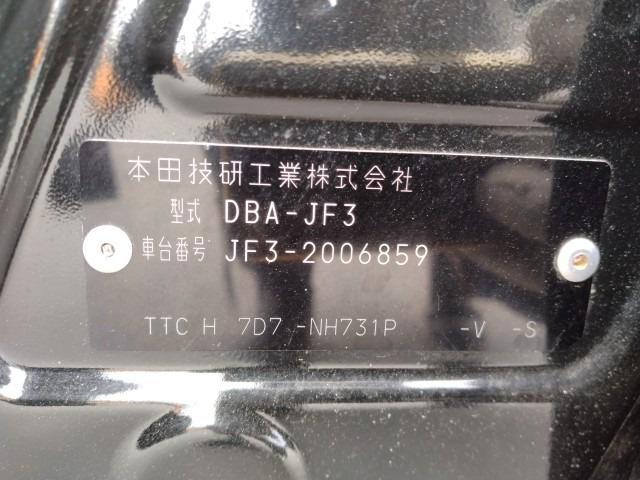 本田技研工業株式会社
型式 DBA-JF3
車台番号 JF3-2006859
TTC H 7D7 -NH731P -V -S